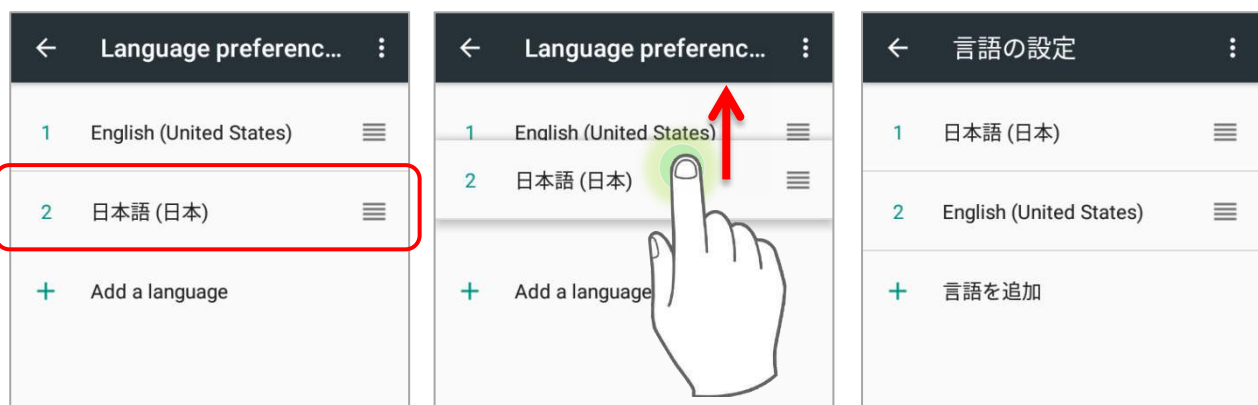 Language preferenc...
1 English (United States)
2 日本語 (日本)
+ Add a language
Language preferenc...
1 English (United States)
2 日本語 (日本)
+ Add a language
言語の設定
1 日本語 (日本)
2 English (United States)
+ 言語を追加